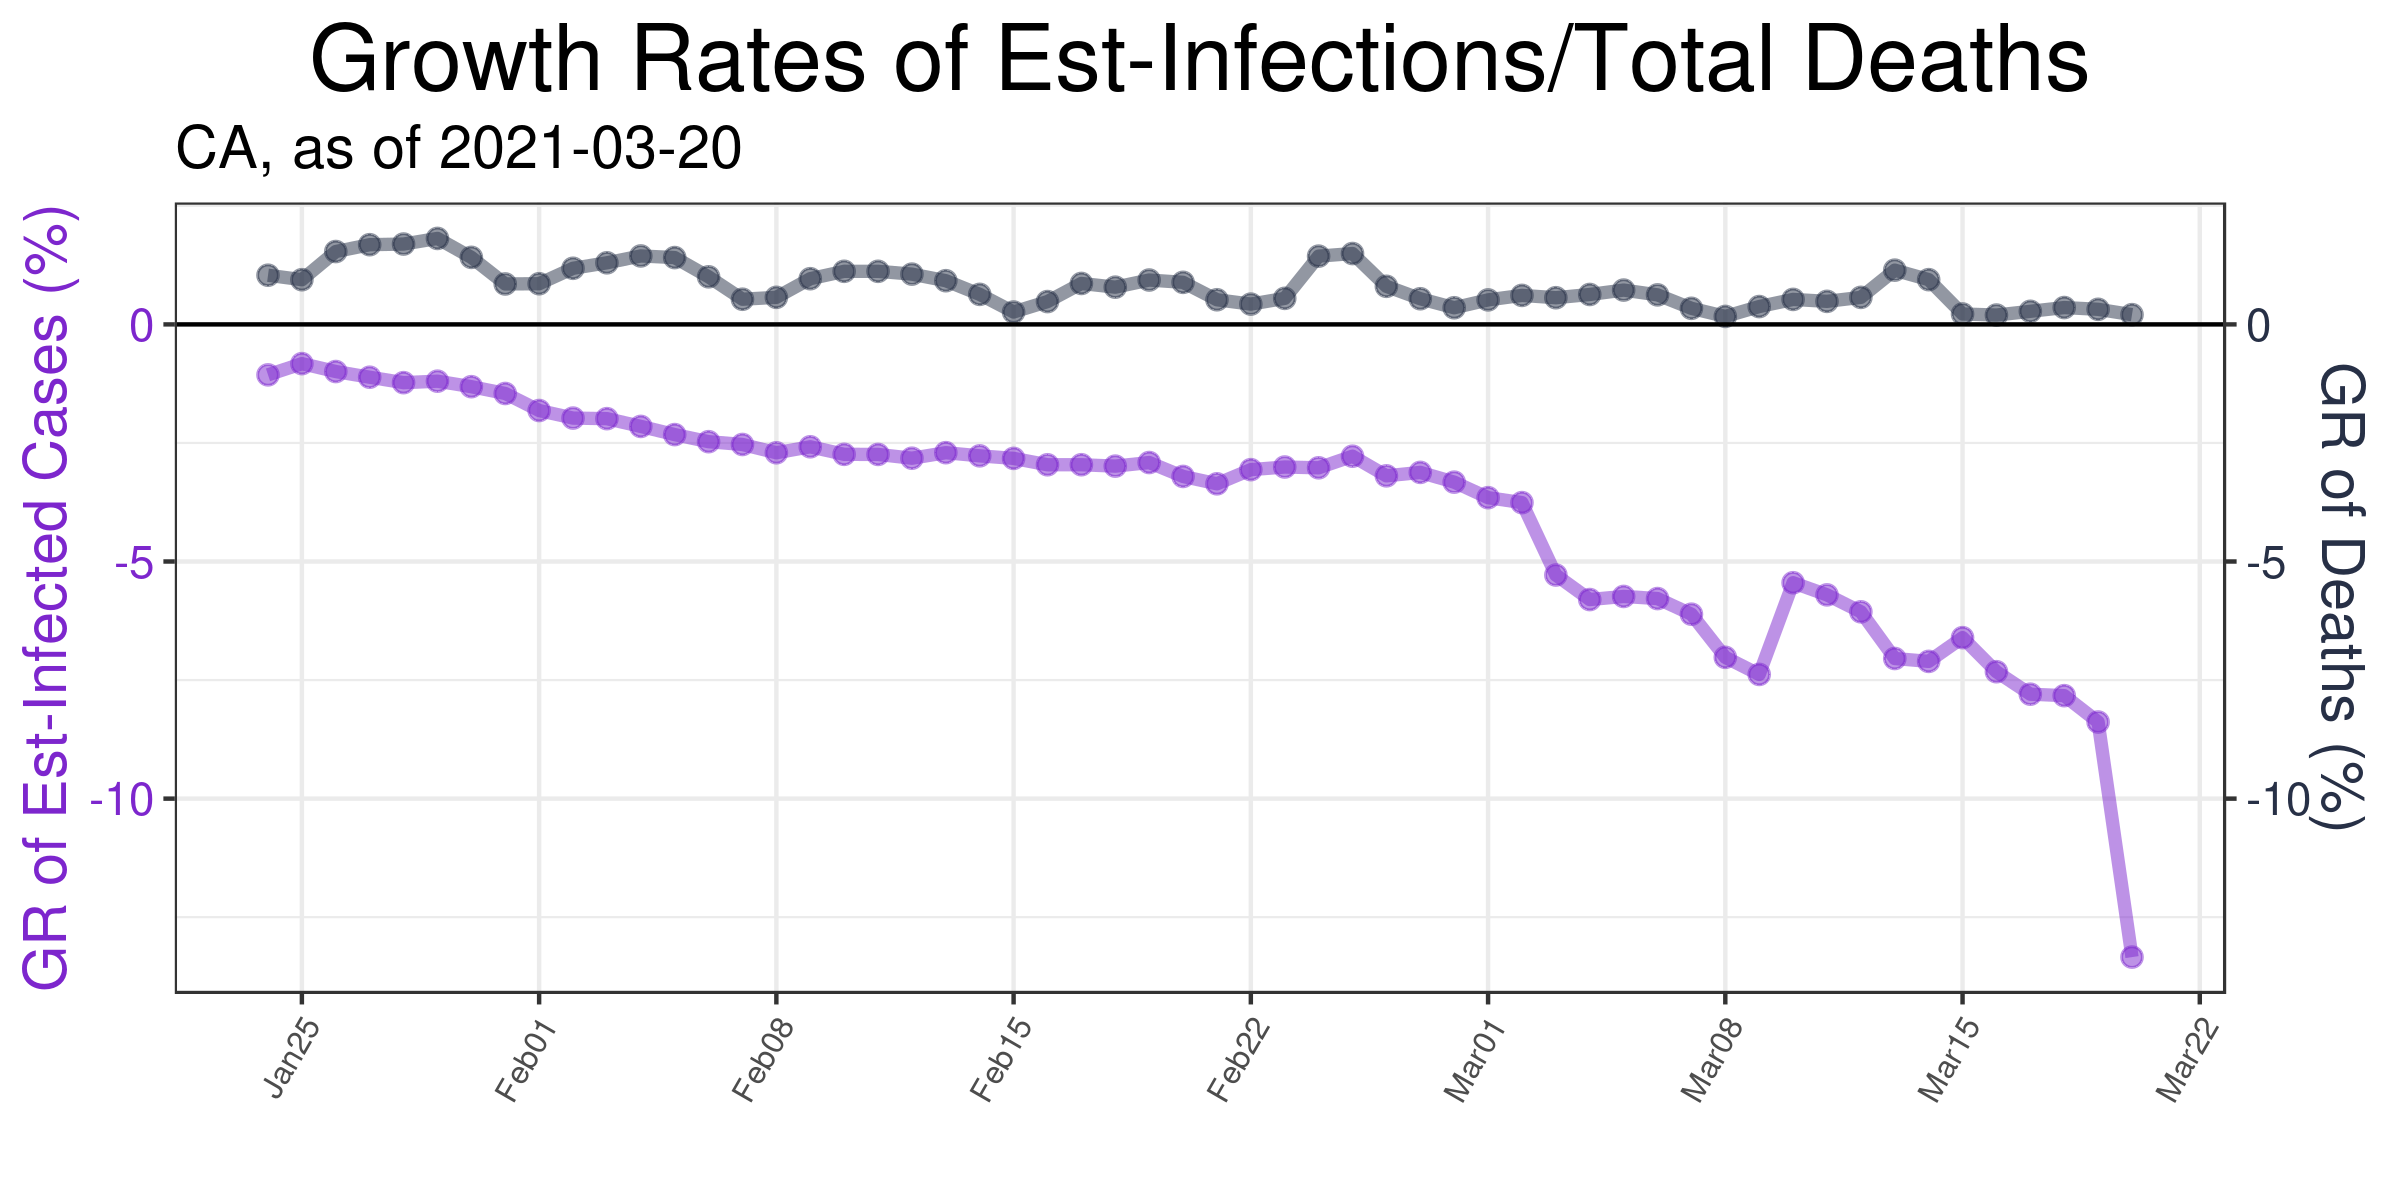 Growth Rates of Est-Infections/Total Deaths
CA, as of 2021-03-20
GR of Est-Infected Cases (%)
0
-5
-10
0
-5
-10
GR of Deaths (%)
Jan25
Feb01
Feb08
Feb15
Feb22
Mar01
Mar08
Mar15
Mar22